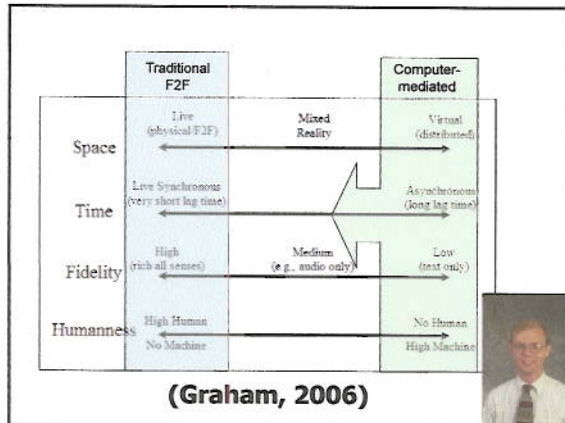 Traditional
F2F
Computer-
mediated
Space
Live
(physical/F2F)
Mixed
Reality
Virtual
(distributed)
Time
Live Synchronous
(very short lag time)
Asynchronous
(long lag time)
Fidelity
High
(rich all senses)
Medium
(e.g., audio only)
Low
(text only)
Humanness
High Human
No Machine
No Human
High Machine
(Graham, 2006)